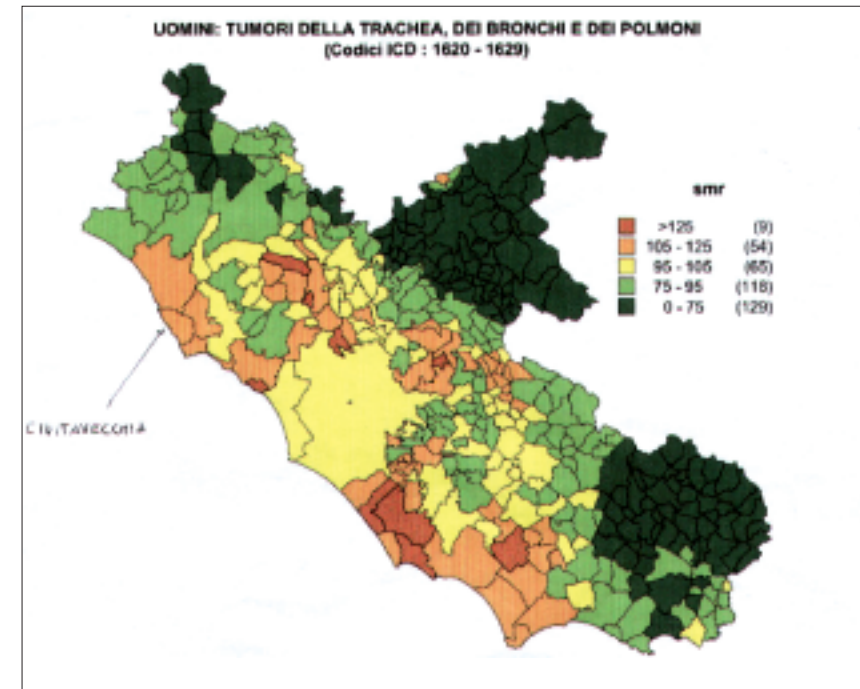 UOMINI: TUMORI DELLA TRACHEA, DEI BRONCHI E DEI POLMONI
(Codici ICD : 1620 - 1629)
smr
>125 (9)
105 - 125 (54)
95 - 105 (65)
75 - 95 (118)
0 - 75 (129)
CIVITAVECCHIA